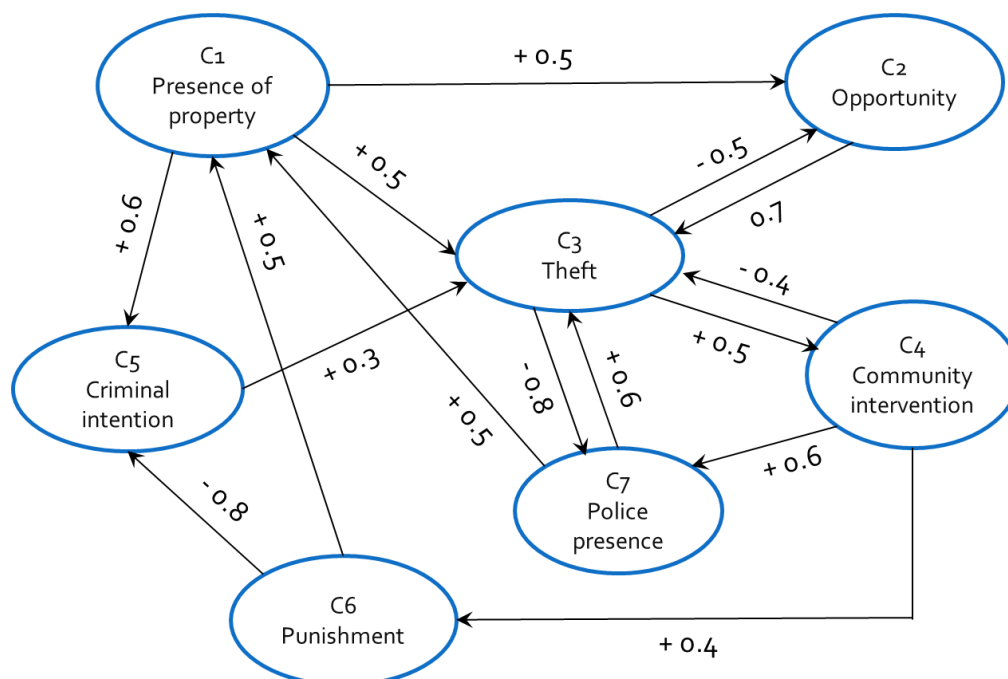 C1
Presence of
property
+ 0.5
C2
Opportunity
+ 0.5
- 0.5
0.7
+ 0.6
+ 0.5
C3
Theft
- 0.4
+ 0.5
C4
Community
intervention
C5
Criminal
intention
+ 0.3
- 0.8
+ 0.6
+ 0.5
+ 0.6
C7
Police
presence
- 0.8
C6
Punishment
+ 0.4